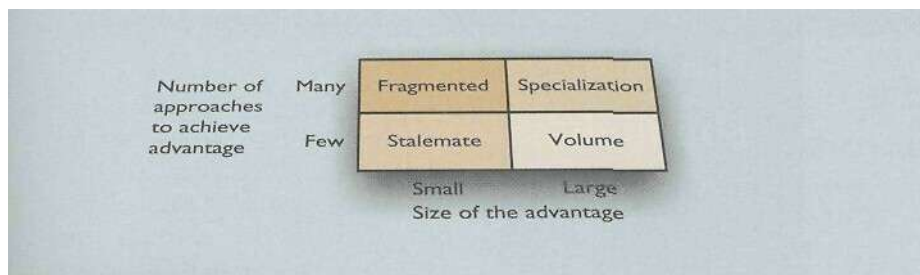 Number of
approaches
to achieve
advantage
Many
Fragmented
Specialization
Few
Stalemate
Volume
Small
Large
Size of the advantage